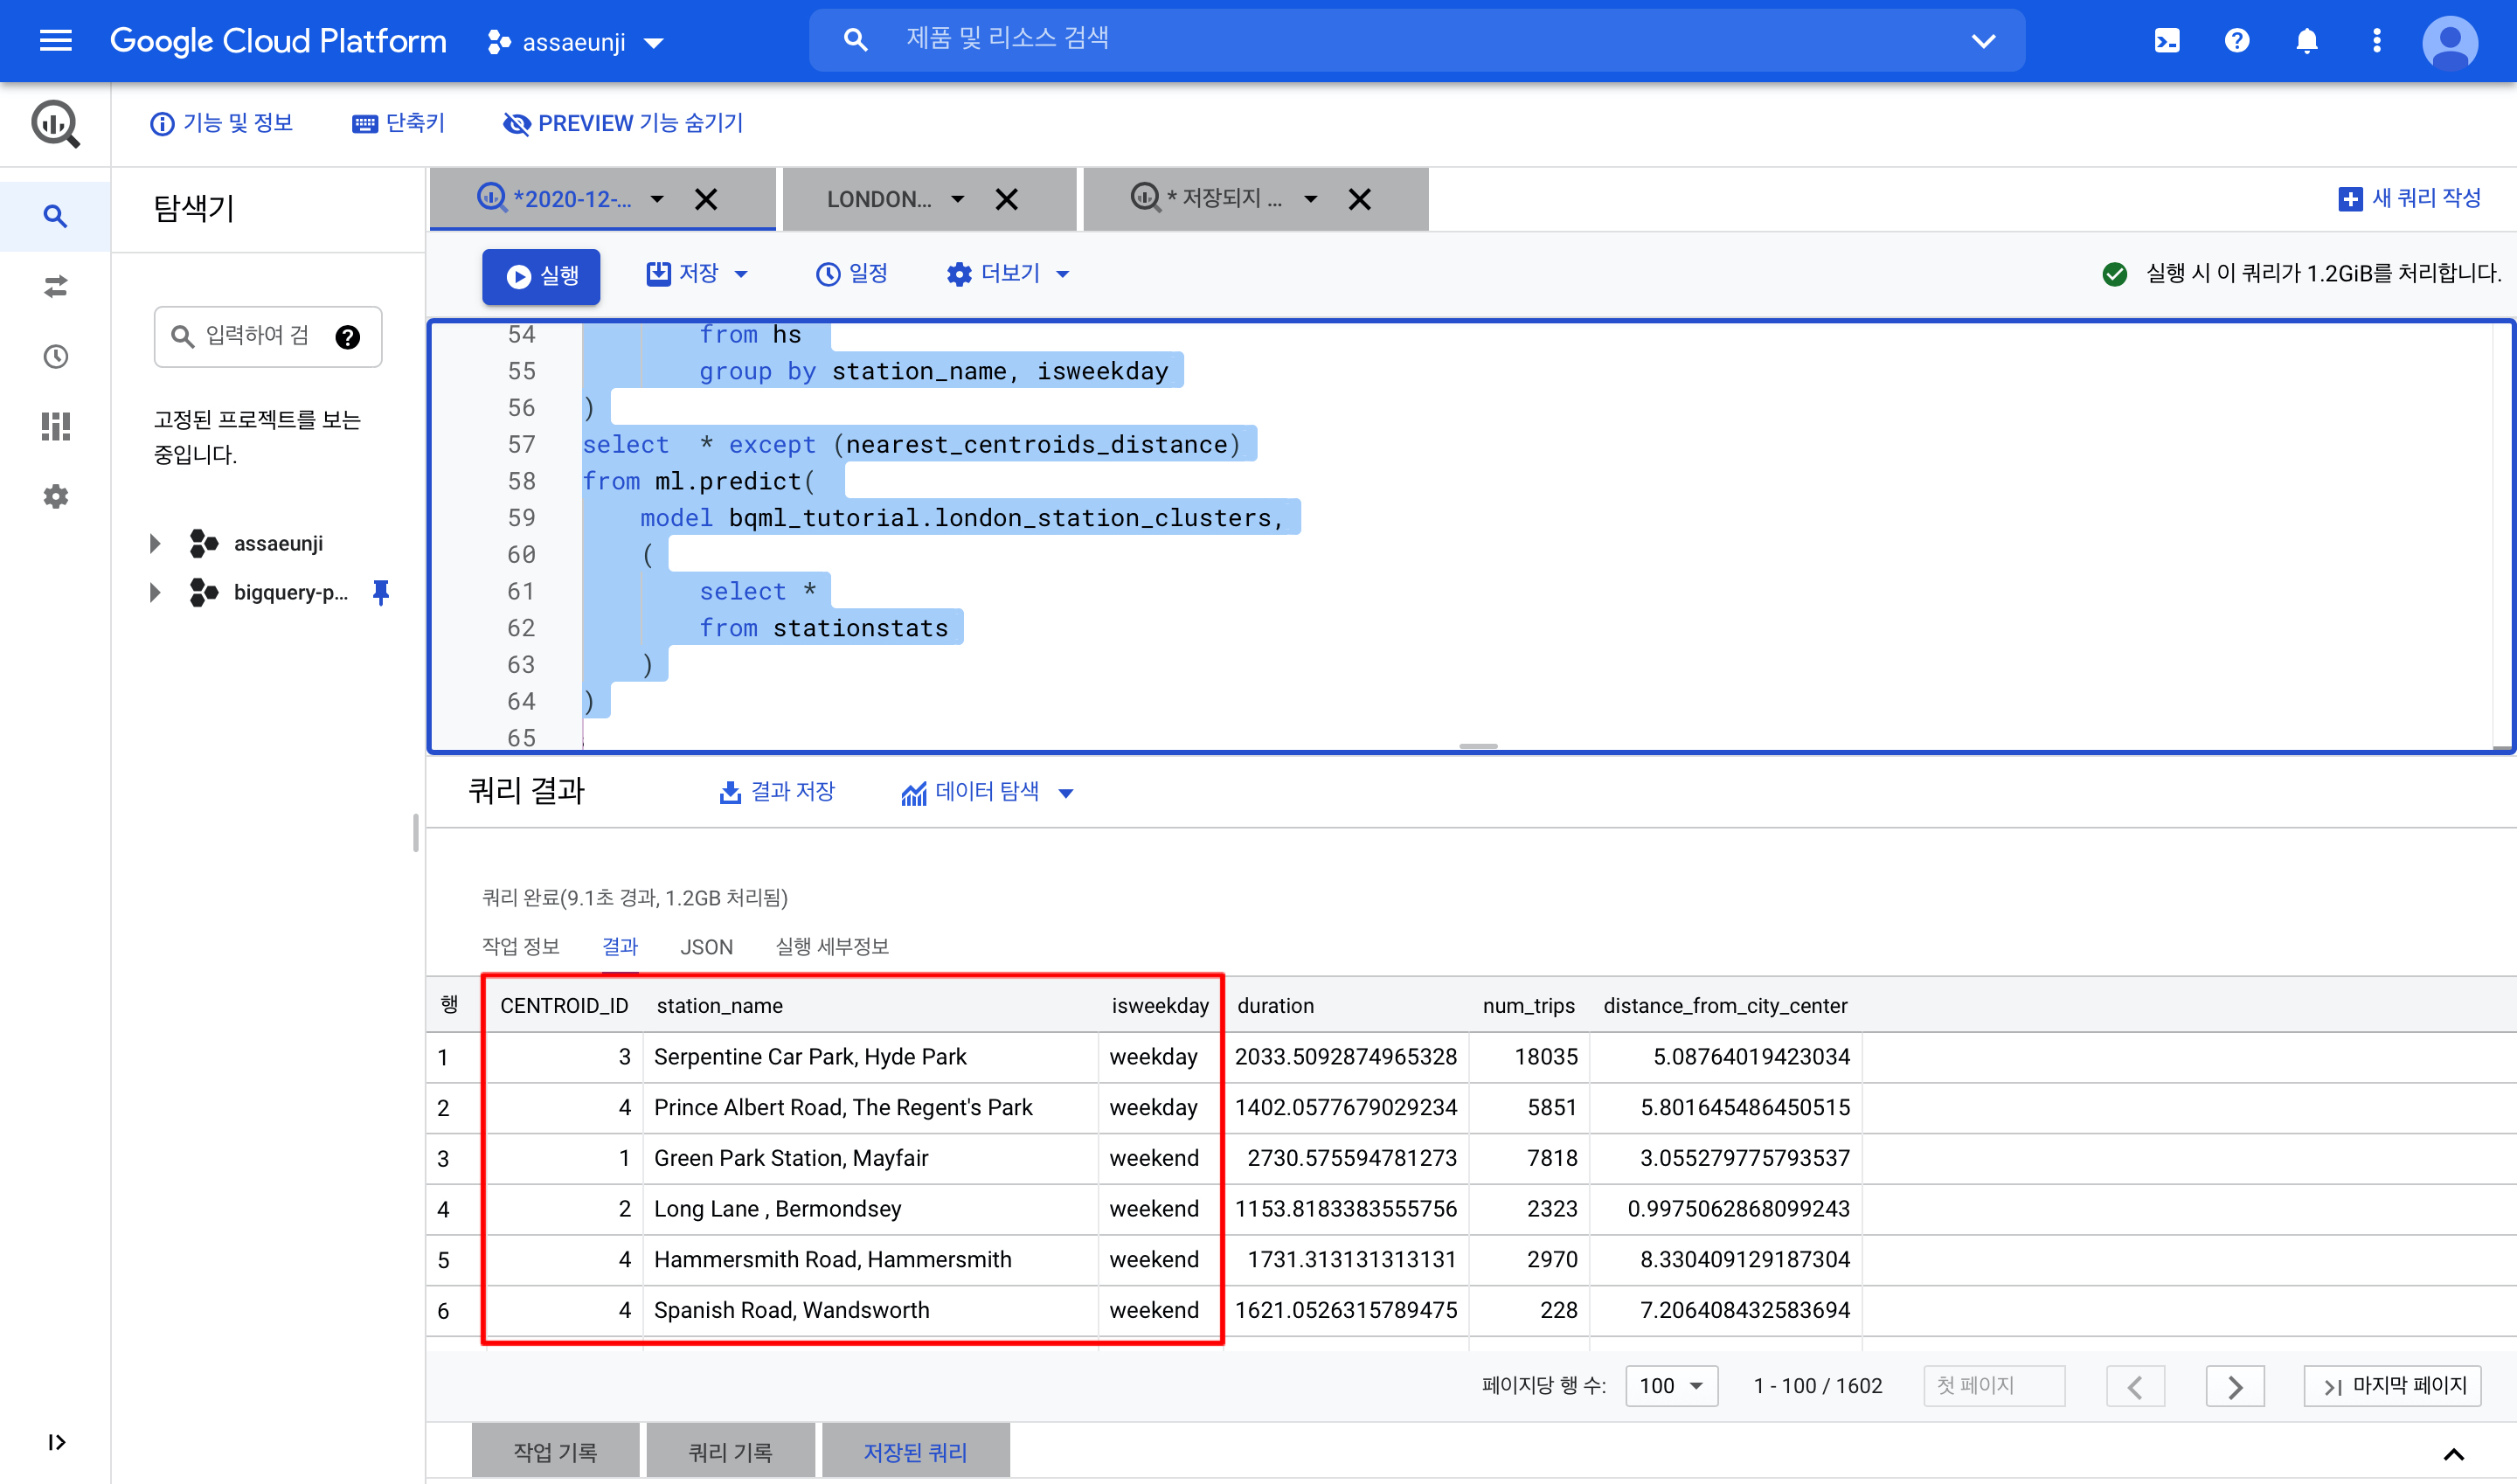 Google Cloud Platform
assaeunji
제품 및 리소스 검색
기능 및 정보
단축키
PREVIEW 기능 숨기기
탐색기
*2020-12-...
LONDON...
* 저장되지 ...
새 쿼리 작성
실행
저장
일정
더보기
실행 시 이 쿼리가 1.2GiB를 처리합니다.
입력하여 검
고정된 프로젝트를 보는
중입니다.
assaeunji
bigquery-p...
54 from hs
55 group by station_name, isweekday
56 )
57 select * except (nearest_centroids_distance)
58 from ml.predict(
59 model bqml_tutorial.london_station_clusters,
60 (
61 select *
62 from stationstats
63 )
64 )
65
쿼리 결과
결과 저장
데이터 탐색
쿼리 완료(9.1초 경과, 1.2GB 처리됨)
작업 정보 결과 JSON 실행 세부정보
행 CENTROID_ID station_name isweekday duration num_trips distance_from_city_center
1 3 Serpentine Car Park, Hyde Park weekday 2033.5092874965328 18035 5.08764019423034
2 4 Prince Albert Road, The Regent's Park weekday 1402.0577679029234 5851 5.801645486450515
3 1 Green Park Station, Mayfair weekend 2730.575594781273 7818 3.055279775793537
4 2 Long Lane , Bermondsey weekend 1153.8183383555756 2323 0.9975062868099243
5 4 Hammersmith Road, Hammersmith weekend 1731.313131313131 2970 8.330409129187304
6 4 Spanish Road, Wandsworth weekend 1621.0526315789475 228 7.206408432583694
페이지당 행 수: 100 1 - 100 / 1602 첫 페이지 마지막 페이지
작업 기록 쿼리 기록 저장된 쿼리